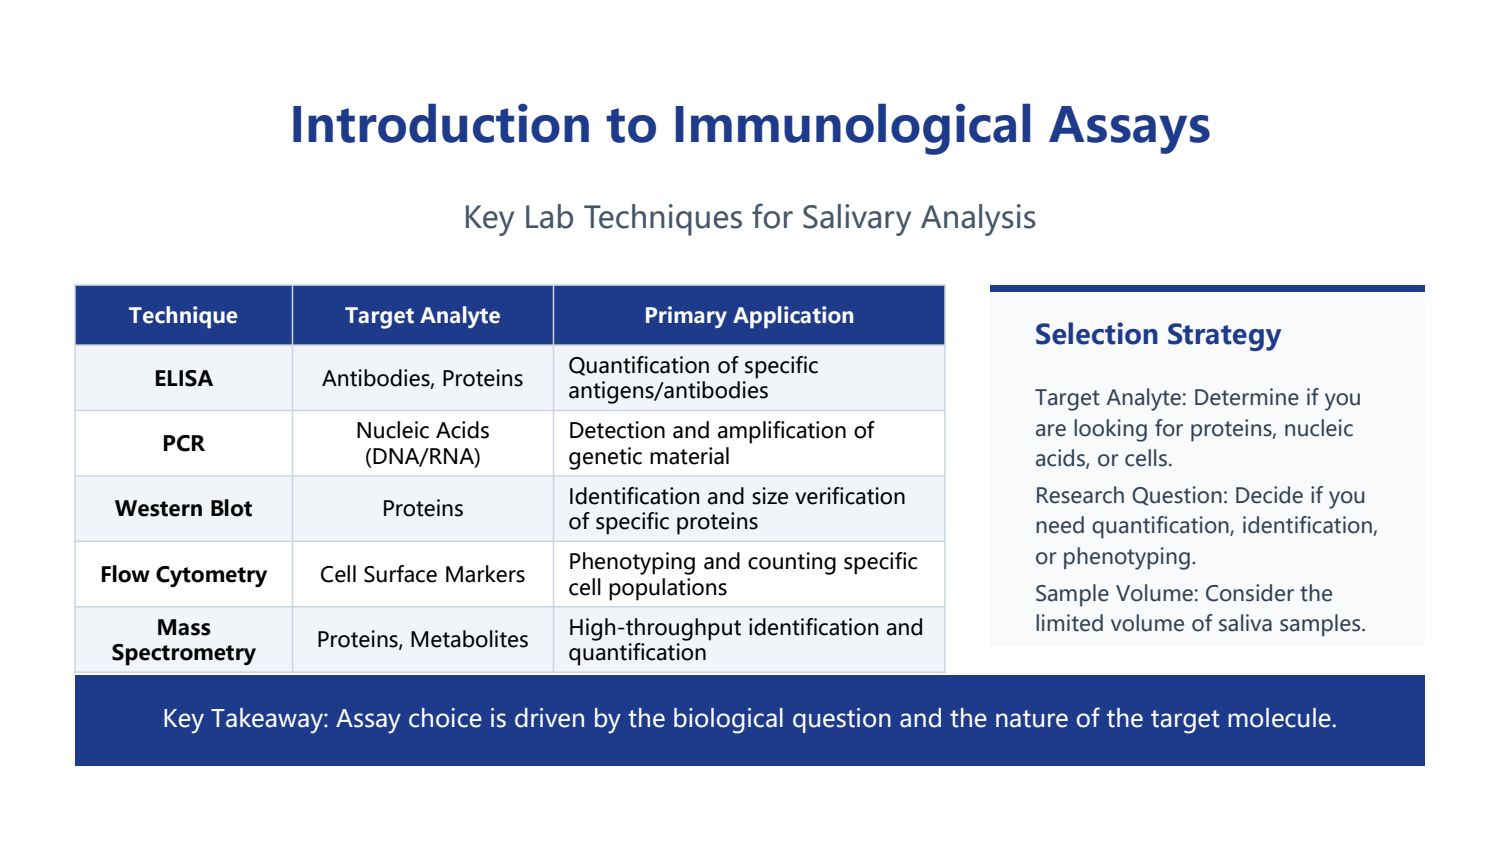 Introduction to Immunological Assays
Key Lab Techniques for Salivary Analysis
Technique
Target Analyte
Primary Application
ELISA
Antibodies, Proteins
Quantification of specific
antigens/antibodies
PCR
Nucleic Acids
(DNA/RNA)
Detection and amplification of
genetic material
Western Blot
Proteins
Identification and size verification
of specific proteins
Flow Cytometry
Cell Surface Markers
Phenotyping and counting specific
cell populations
Mass
Spectrometry
Proteins, Metabolites
High-throughput identification and
quantification
Selection Strategy
Target Analyte: Determine if you
are looking for proteins, nucleic
acids, or cells.
Research Question: Decide if you
need quantification, identification,
or phenotyping.
Sample Volume: Consider the
limited volume of saliva samples.
Key Takeaway: Assay choice is driven by the biological question and the nature of the target molecule.